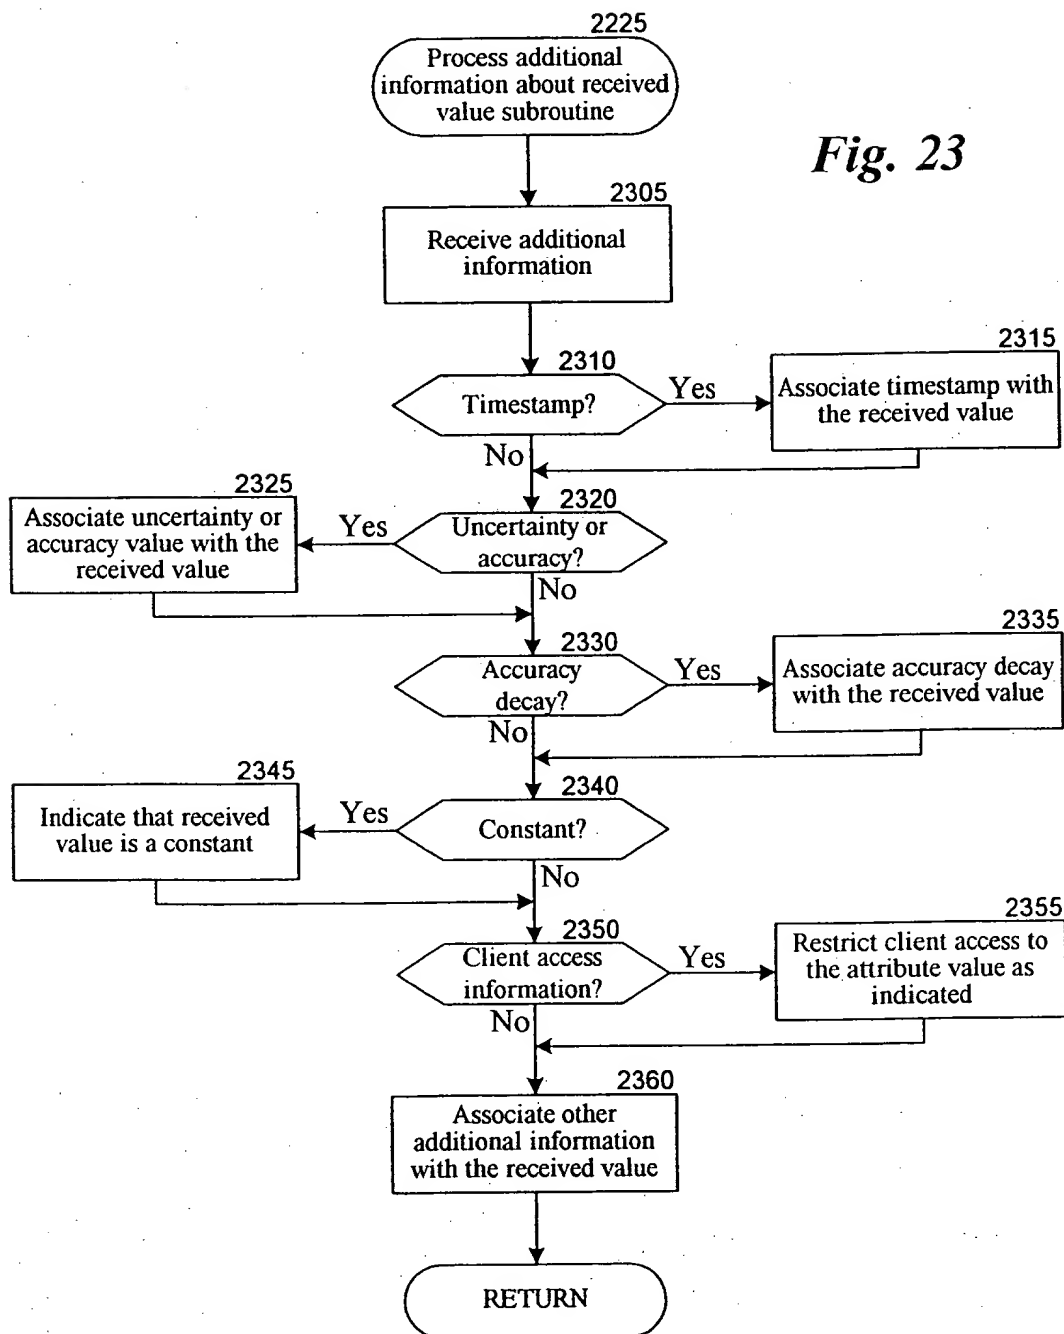 2225
Process additional
information about received
value subroutine
Fig. 23
2305
Receive additional
information
2310
Timestamp?
Yes
2315
Associate timestamp with
the received value
No
2320
Uncertainty or
accuracy?
Yes
2325
Associate uncertainty or
accuracy value with the
received value
No
2330
Accuracy
decay?
Yes
2335
Associate accuracy decay
with the received value
No
2340
Constant?
Yes
2345
Indicate that received
value is a constant
No
2350
Client access
information?
Yes
2355
Restrict client access to
the attribute value as
indicated
No
2360
Associate other
additional information
with the received value
RETURN